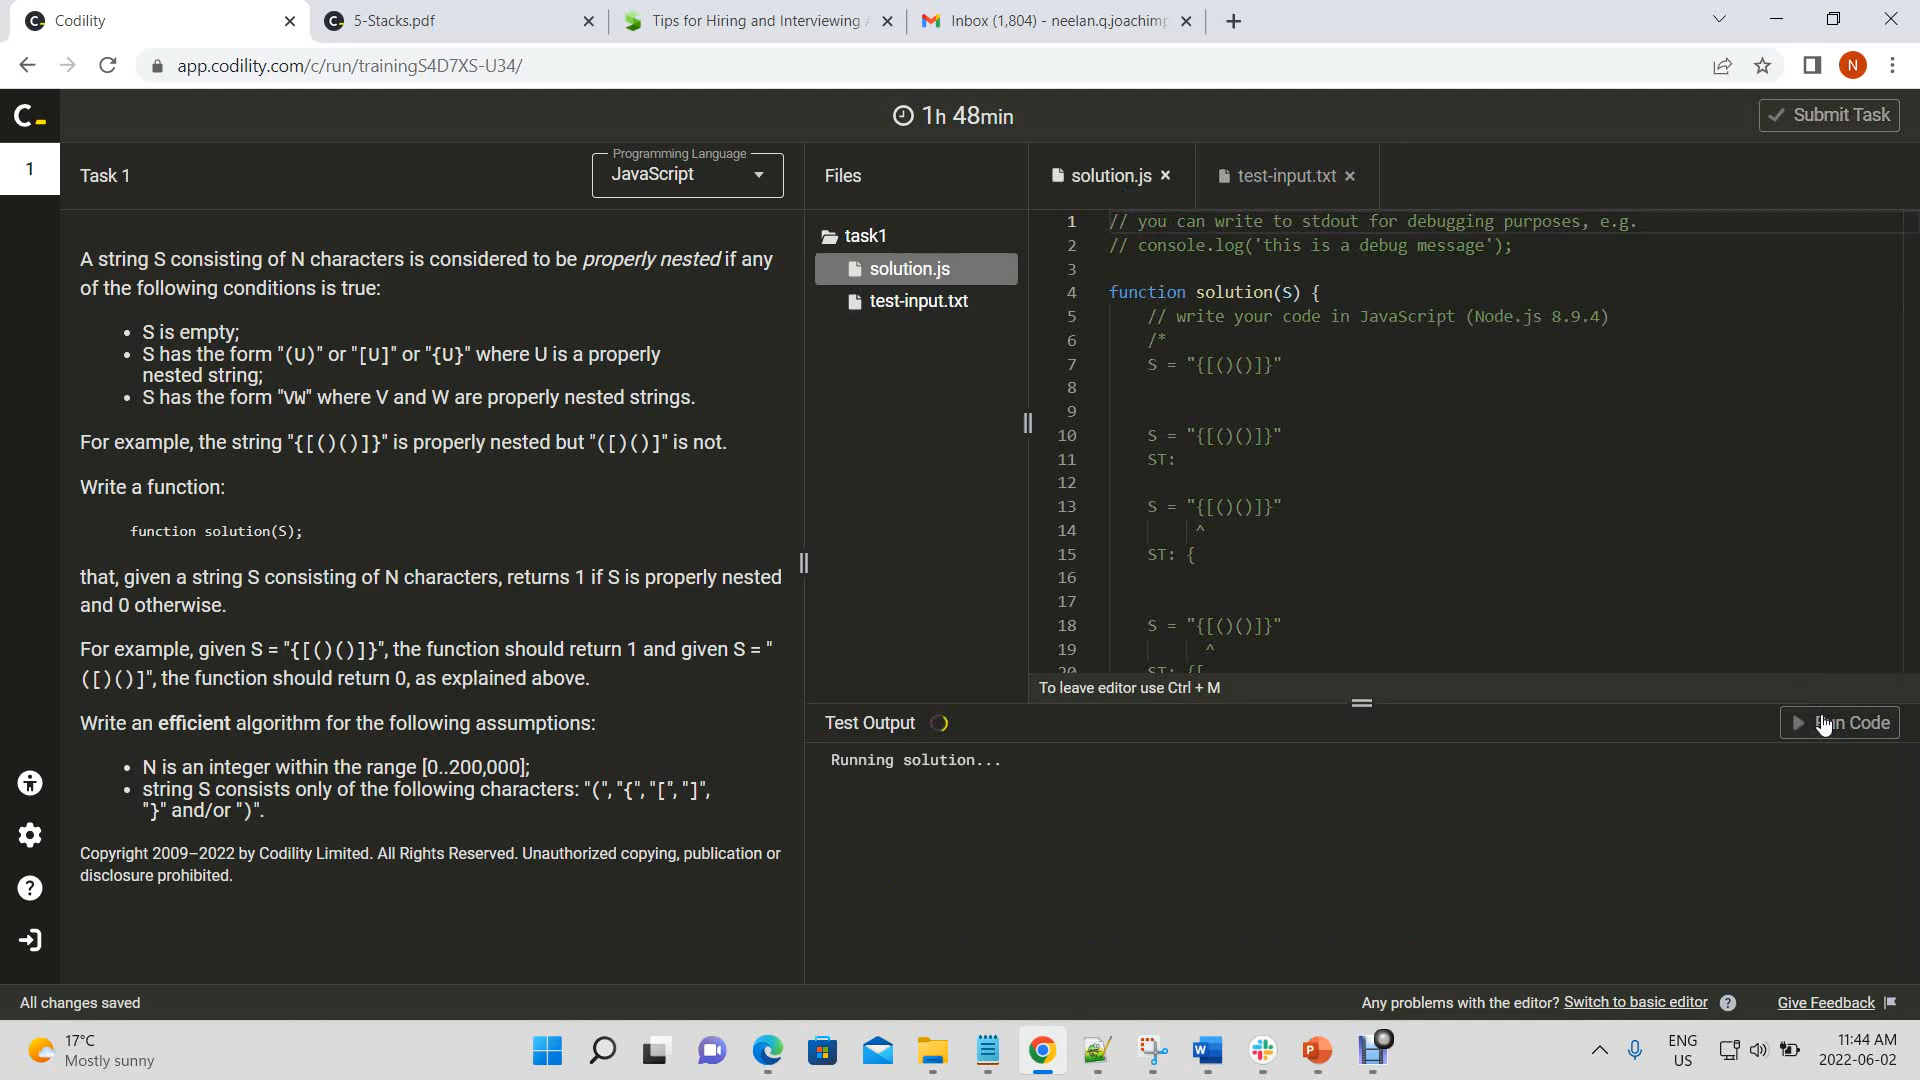 Codility
5-Stacks.pdf
Tips for Hiring and Interviewing
Inbox (1,804) - neelan.q.joachimp
app.codility.com/c/run/trainingS4D7XS-U34/
N
C_
1h 48min
Submit Task
1
Task 1
Programming Language
JavaScript
Files
solution.js
test-input.txt
A string S consisting of N characters is considered to be properly nested if any
of the following conditions is true:
S is empty;
S has the form "(U)" or "[U]" or "{U}" where U is a properly
nested string;
S has the form "VW" where V and W are properly nested strings.
For example, the string "{[()()]}" is properly nested but "([)()]" is not.
Write a function:
function solution(S);
that, given a string S consisting of N characters, returns 1 if S is properly nested
and 0 otherwise.
For example, given S = "{[()()]}", the function should return 1 and given S = "
([)()]", the function should return 0, as explained above.
Write an efficient algorithm for the following assumptions:
N is an integer within the range [0..200,000];
string S consists only of the following characters: "(", "{", "[", "]",
"}" and/or ")".
Copyright 2009–2022 by Codility Limited. All Rights Reserved. Unauthorized copying, publication or
disclosure prohibited.
task1
solution.js
test-input.txt
1 // you can write to stdout for debugging purposes, e.g.
2 // console.log('this is a debug message');
3
4 function solution(S) {
5 // write your code in JavaScript (Node.js 8.9.4)
6 /*
7 S = "{[()()]}"
8
9
10 S = "{[()()]}"
11 ST:
12
13 S = "{[()()]}"
14 ^
15 ST: {
16
17
18 S = "{[()()]}"
19 ^
20 ST: {[
To leave editor use Ctrl + M
Test Output
Run Code
Running solution...
All changes saved
Any problems with the editor? Switch to basic editor
Give Feedback
17°C
Mostly sunny
ENG
US
11:44 AM
2022-06-02